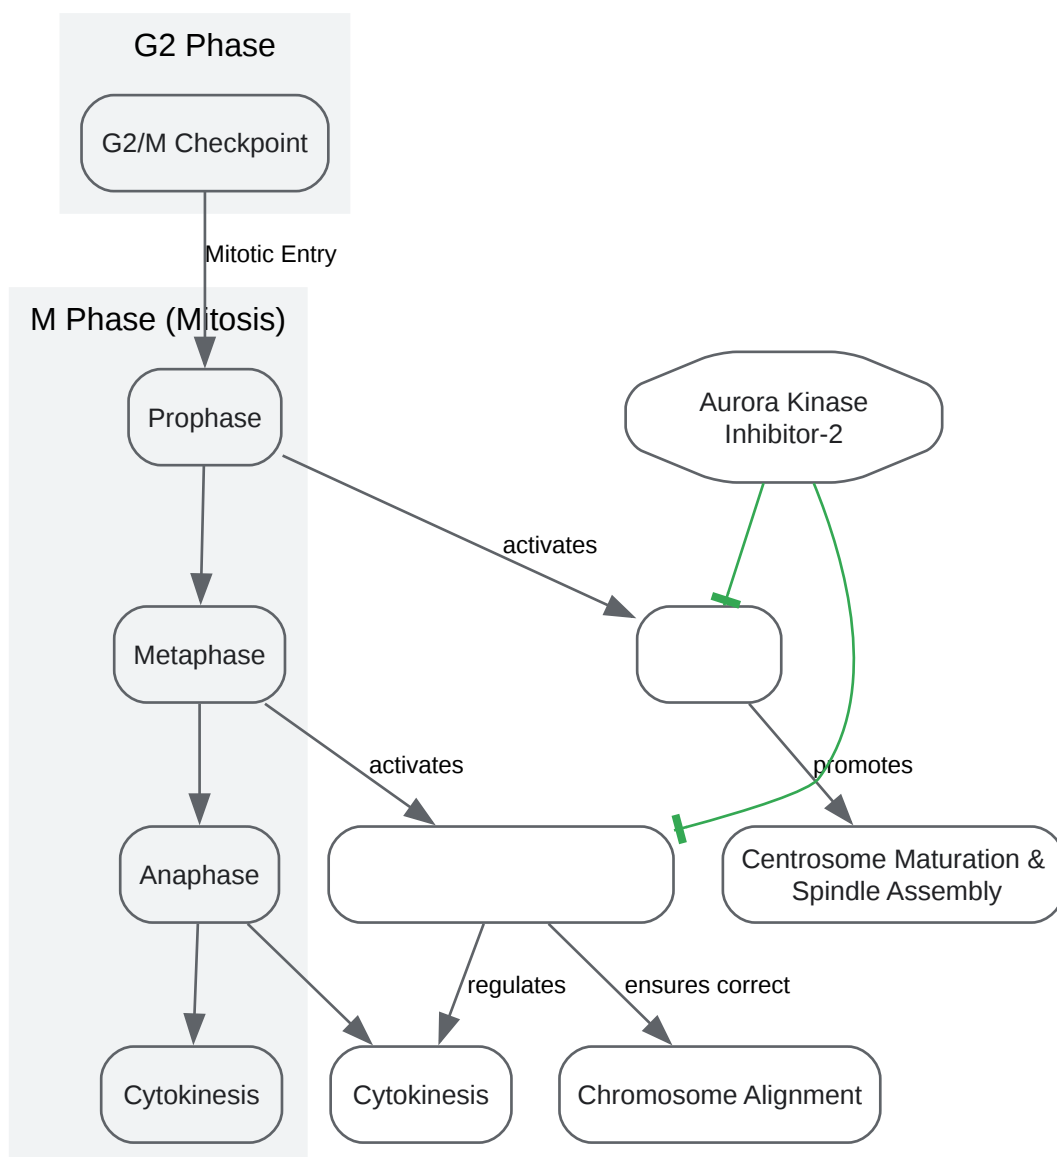 G2 Phase
G2/M Checkpoint
Mitotic Entry
M Phase (Mitosis)
Prophase
Aurora Kinase
Inhibitor-2
activates
Metaphase
activates
promotes
Anaphase
Centrosome Maturation &
Spindle Assembly
regulates
ensures correct
Cytokinesis
Cytokinesis
Chromosome Alignment